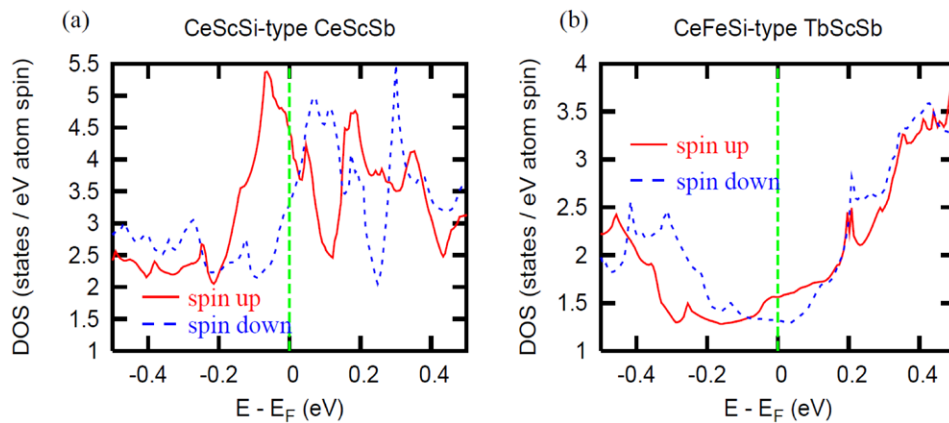 (a)
CeScSi-type CeScSb
DOS (states / eV atom spin)
5.5
5
4.5
4
3.5
3
2.5
2
1.5
1
spin up
spin down
-0.4
-0.2
0
0.2
0.4
E - E_F (eV)
(b)
CeFeSi-type TbScSb
DOS (states / eV atom spin)
4
3.5
3
2.5
2
1.5
1
spin up
spin down
-0.4
-0.2
0
0.2
0.4
E - E_F (eV)